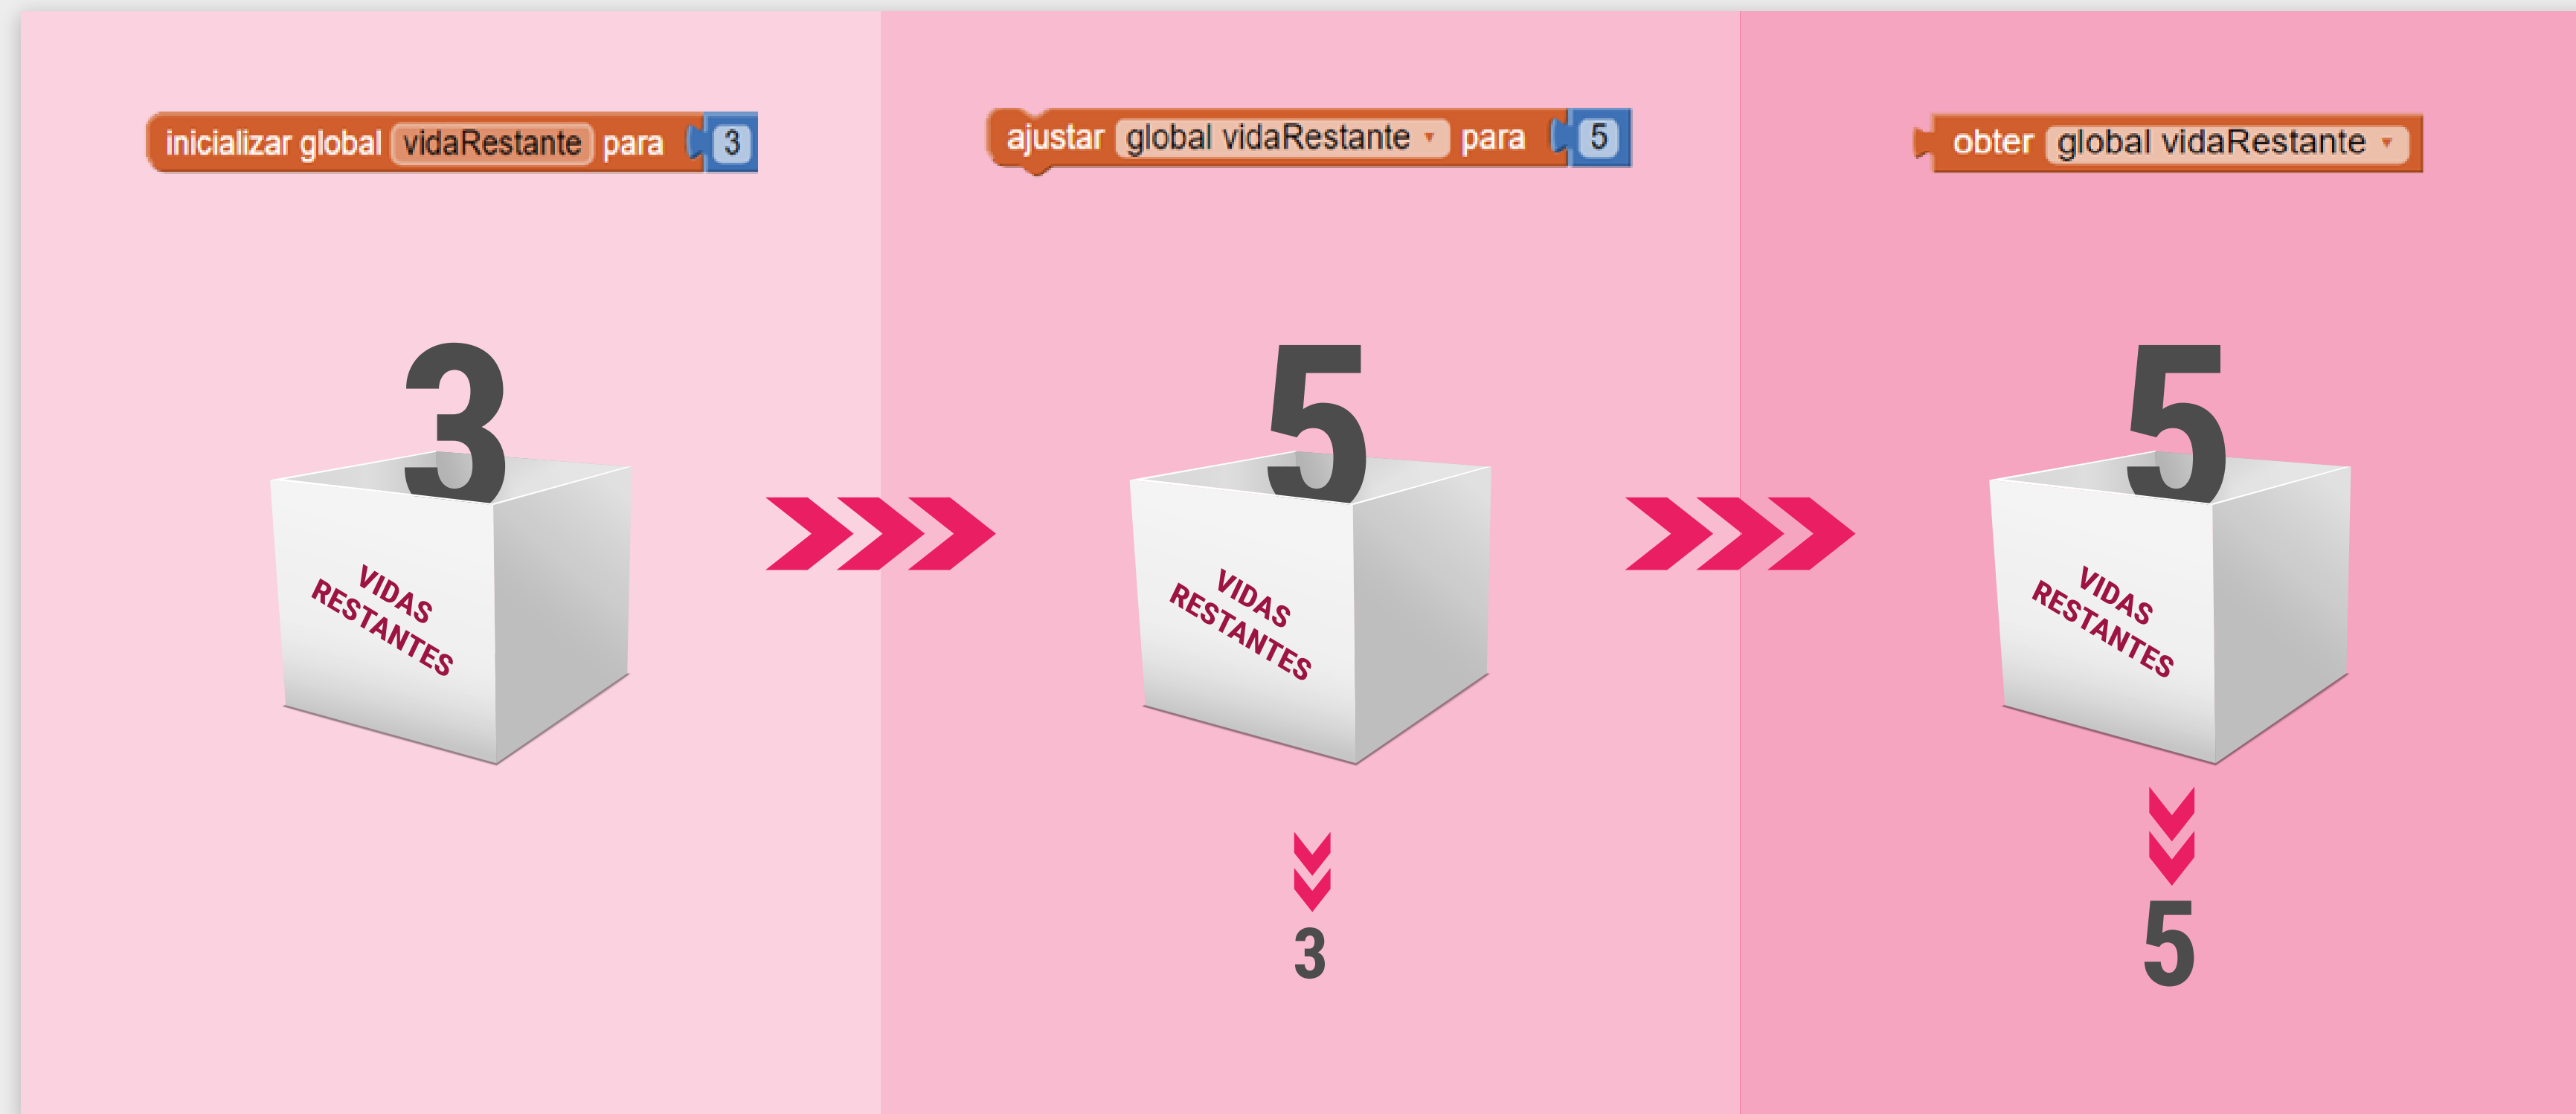 inicializar global vidaRestante para 3
ajustar global vidaRestante para 5
obter global vidaRestante
3
5
5
VIDAS
RESTANTES
VIDAS
RESTANTES
VIDAS
RESTANTES
3
5